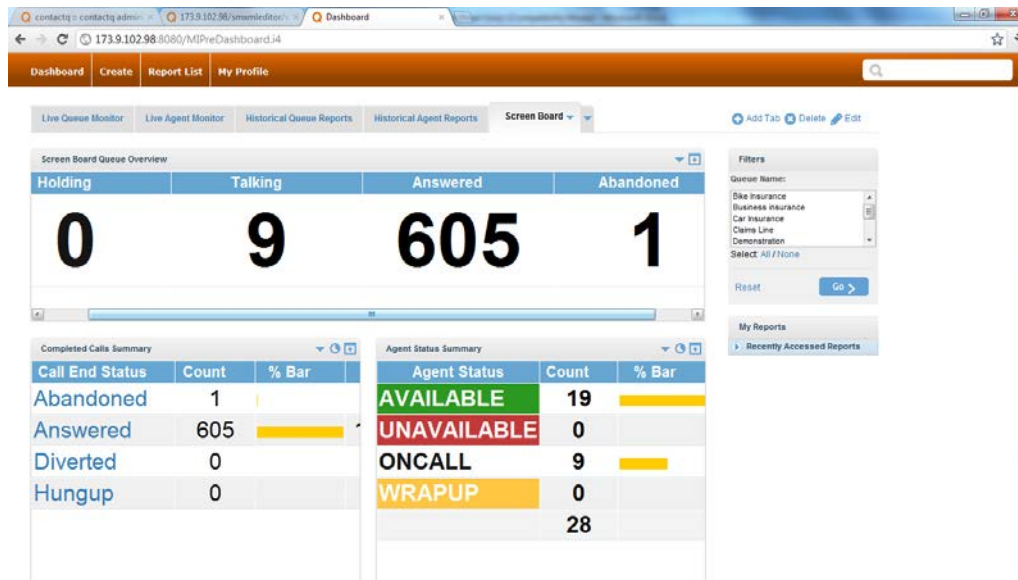 contactq :: contactq admin
173.9.102.98/smsmleditor/
Dashboard
173.9.102.98:8080/MIPreDashboard.i4
Dashboard Create Report List My Profile
Live Queue Monitor Live Agent Monitor Historical Queue Reports Historical Agent Reports Screen Board
Add Tab Delete Edit
Screen Board Queue Overview
Holding Talking Answered Abandoned
0 9 605 1
Filters
Queue Name:
Bike Insurance
Business insurance
Car Insurance
Claims Line
Demonstration
Select All / None
Reset Go
My Reports
Recently Accessed Reports
Completed Calls Summary
Call End Status Count % Bar
Abandoned 1
Answered 605
Diverted 0
Hungup 0
Agent Status Summary
Agent Status Count % Bar
AVAILABLE 19
UNAVAILABLE 0
ONCALL 9
WRAPUP 0
28